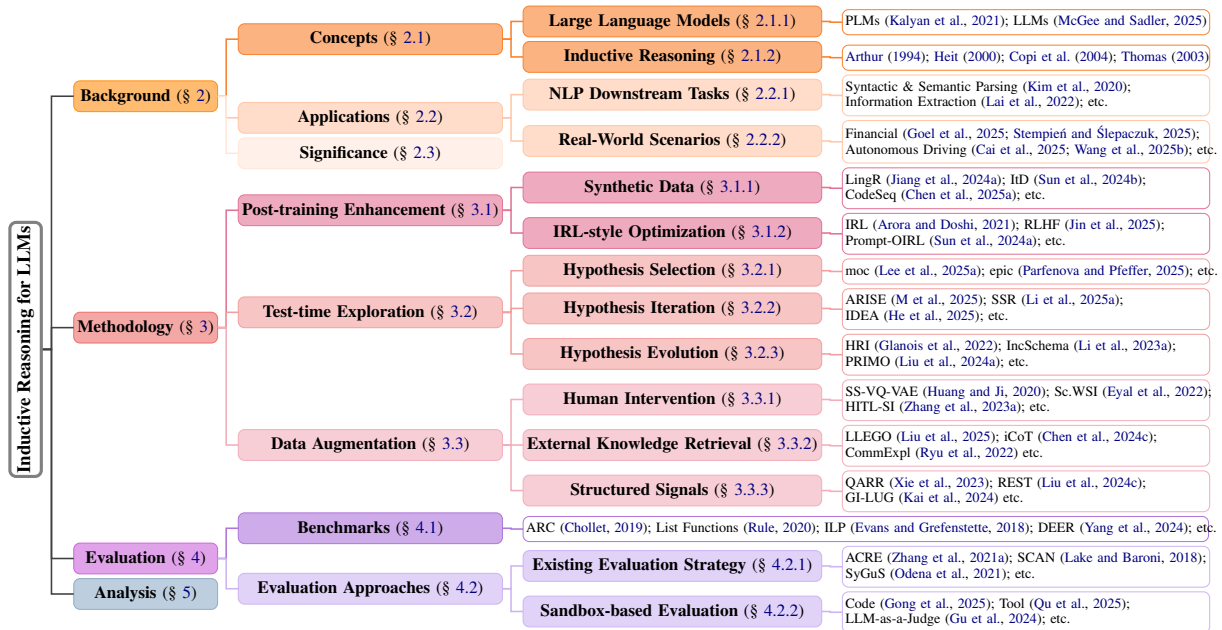 Inductive Reasoning for LLMs
Background (§ 2)
Concepts (§ 2.1)
Large Language Models (§ 2.1.1)
PLMs (Kalyan et al., 2021); LLMs (McGee and Sadler, 2025)
Inductive Reasoning (§ 2.1.2)
Arthur (1994); Heit (2000); Copi et al. (2004); Thomas (2003)
Applications (§ 2.2)
NLP Downstream Tasks (§ 2.2.1)
Syntactic & Semantic Parsing (Kim et al., 2020);
Information Extraction (Lai et al., 2022); etc.
Real-World Scenarios (§ 2.2.2)
Financial (Goel et al., 2025; Stempień and Ślepaczuk, 2025);
Autonomous Driving (Cai et al., 2025; Wang et al., 2025b); etc.
Significance (§ 2.3)
Methodology (§ 3)
Post-training Enhancement (§ 3.1)
Synthetic Data (§ 3.1.1)
LingR (Jiang et al., 2024a); ItD (Sun et al., 2024b);
CodeSeq (Chen et al., 2025a); etc.
IRL-style Optimization (§ 3.1.2)
IRL (Arora and Doshi, 2021); RLHF (Jin et al., 2025);
Prompt-OIRL (Sun et al., 2024a); etc.
Test-time Exploration (§ 3.2)
Hypothesis Selection (§ 3.2.1)
moc (Lee et al., 2025a); epic (Parfenova and Pfeffer, 2025); etc.
Hypothesis Iteration (§ 3.2.2)
ARISE (M et al., 2025); SSR (Li et al., 2025a);
IDEA (He et al., 2025); etc.
Hypothesis Evolution (§ 3.2.3)
HRI (Glanois et al., 2022); IncSchema (Li et al., 2023a);
PRIMO (Liu et al., 2024a); etc.
Data Augmentation (§ 3.3)
Human Intervention (§ 3.3.1)
SS-VQ-VAE (Huang and Ji, 2020); Sc.WSI (Eyal et al., 2022);
HITL-SI (Zhang et al., 2023a); etc.
External Knowledge Retrieval (§ 3.3.2)
LLEGO (Liu et al., 2025); iCoT (Chen et al., 2024c);
CommExpl (Ryu et al., 2022) etc.
Structured Signals (§ 3.3.3)
QARR (Xie et al., 2023); REST (Liu et al., 2024c);
GI-LUG (Kai et al., 2024) etc.
Evaluation (§ 4)
Benchmarks (§ 4.1)
ARC (Chollet, 2019); List Functions (Rule, 2020); ILP (Evans and Grefenstette, 2018); DEER (Yang et al., 2024); etc.
Evaluation Approaches (§ 4.2)
Existing Evaluation Strategy (§ 4.2.1)
ACRE (Zhang et al., 2021a); SCAN (Lake and Baroni, 2018);
SyGuS (Odena et al., 2021); etc.
Sandbox-based Evaluation (§ 4.2.2)
Code (Gong et al., 2025); Tool (Qu et al., 2025);
LLM-as-a-Judge (Gu et al., 2024); etc.
Analysis (§ 5)